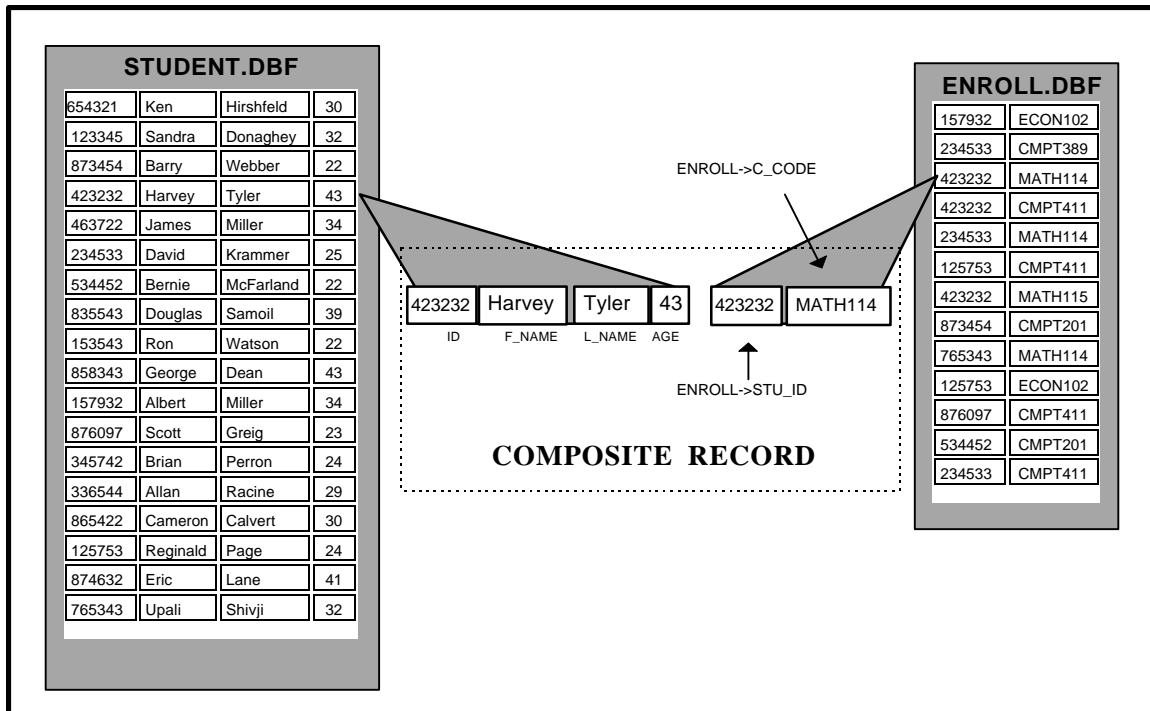 STUDENT.DBF
654321 Ken Hirshfeld 30
123345 Sandra Donaghey 32
873454 Barry Webber 22
423232 Harvey Tyler 43
463722 James Miller 34
234533 David Krammer 25
534452 Bernie McFarland 22
835543 Douglas Samoil 39
153543 Ron Watson 22
858343 George Dean 43
157932 Albert Miller 34
876097 Scott Greig 23
345742 Brian Perron 24
336544 Allan Racine 29
865422 Cameron Calvert 30
125753 Reginald Page 24
874632 Eric Lane 41
765343 Upali Shivji 32
ENROLL->C_CODE
423232 Harvey Tyler 43 423232 MATH114
ID F_NAME L_NAME AGE
ENROLL->STU_ID
COMPOSITE RECORD
ENROLL.DBF
157932 ECON102
234533 CMPT389
423232 MATH114
423232 CMPT411
234533 MATH114
125753 CMPT411
423232 MATH115
873454 CMPT201
765343 MATH114
125753 ECON102
876097 CMPT411
534452 CMPT201
234533 CMPT411